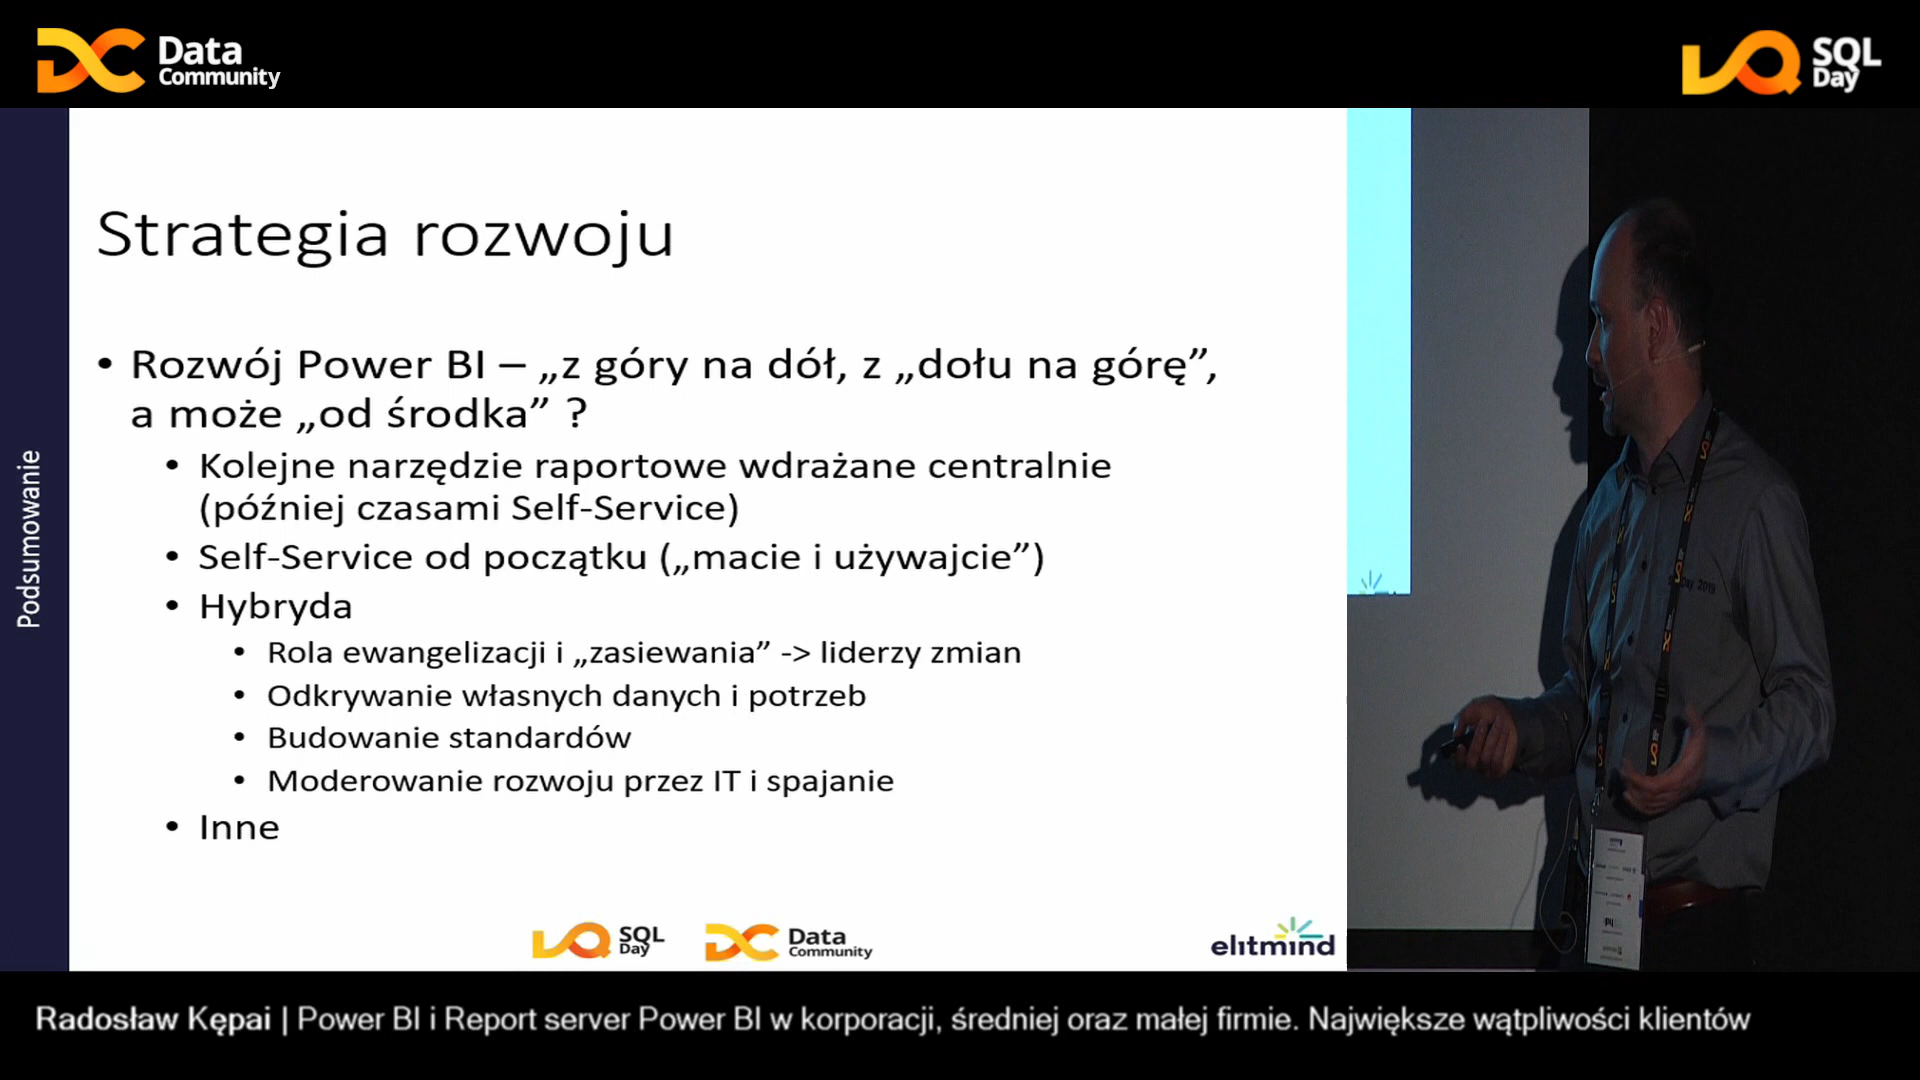 Data
Community
SQL
Day
Podsumowanie
Strategia rozwoju
• Rozwój Power BI – „z góry na dół, z „dołu na górę”,
a może „od środka” ?
• Kolejne narzędzie raportowe wdrażane centralnie
(później czasami Self-Service)
• Self-Service od początku („macie i używajcie”)
• Hybryda
• Rola ewangelizacji i „zasiewania” -> liderzy zmian
• Odkrywanie własnych danych i potrzeb
• Budowanie standardów
• Moderowanie rozwoju przez IT i spajanie
• Inne
SQL
Day
Data
Community
elitmind
Radosław Kępai | Power BI i Report server Power BI w korporacji, średniej oraz małej firmie. Największe wątpliwości klientów